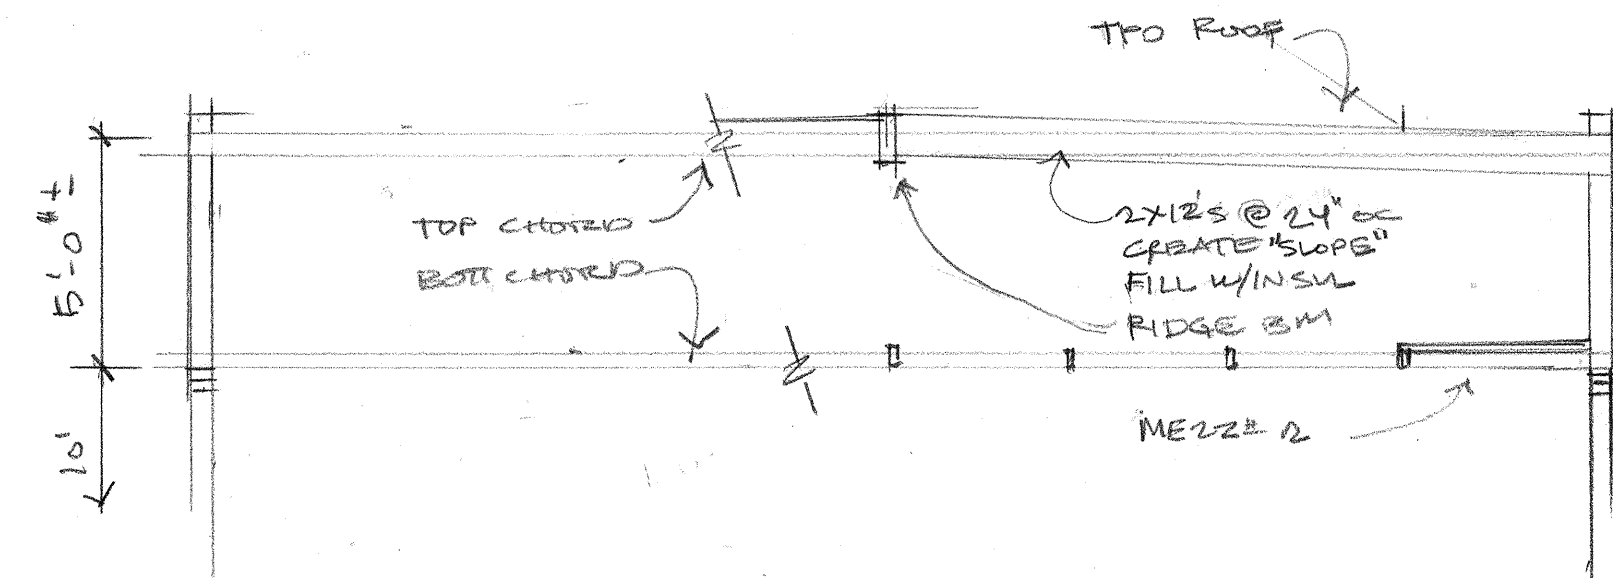 TPO ROOF
5'-0"±
TOP CHORD
BOTT CHORD
2X12'S @ 24" OC
CREATE "SLOPE"
FILL W/INSUL
RIDGE BM
10'
MEZZ# 2